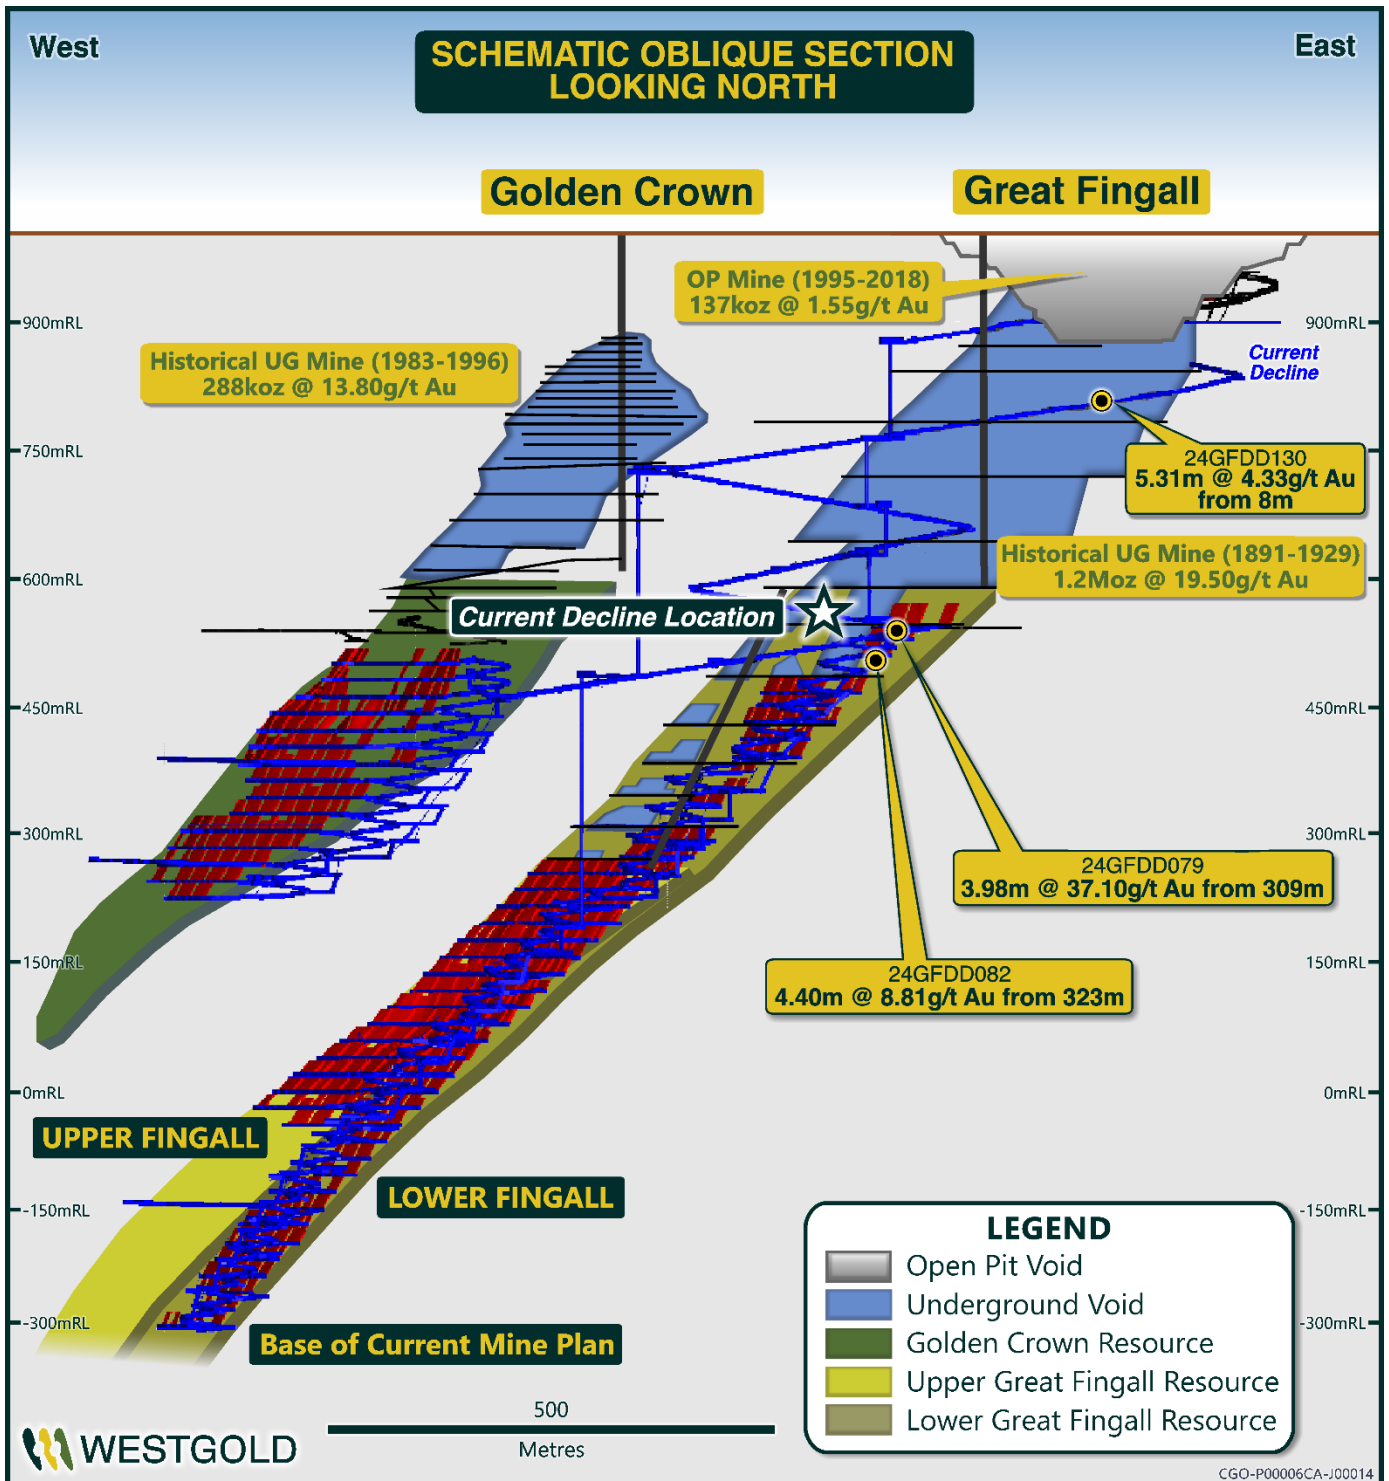 West
East
SCHEMATIC OBLIQUE SECTION
LOOKING NORTH
Golden Crown
Great Fingall
OP Mine (1995-2018)
137koz @ 1.55g/t Au
900mRL
900mRL
Historical UG Mine (1983-1996)
288koz @ 13.80g/t Au
Current
Decline
750mRL
24GFDD130
5.31m @ 4.33g/t Au
from 8m
Historical UG Mine (1891-1929)
1.2Moz @ 19.50g/t Au
600mRL
Current Decline Location
450mRL
450mRL
300mRL
300mRL
24GFDD079
3.98m @ 37.10g/t Au from 309m
150mRL
150mRL
24GFDD082
4.40m @ 8.81g/t Au from 323m
0mRL
0mRL
UPPER FINGALL
LOWER FINGALL
-150mRL
-150mRL
LEGEND
Open Pit Void
Underground Void
Golden Crown Resource
Upper Great Fingall Resource
Lower Great Fingall Resource
-300mRL
-300mRL
Base of Current Mine Plan
500
Metres
WESTGOLD
CGO-P00006CA-J00014